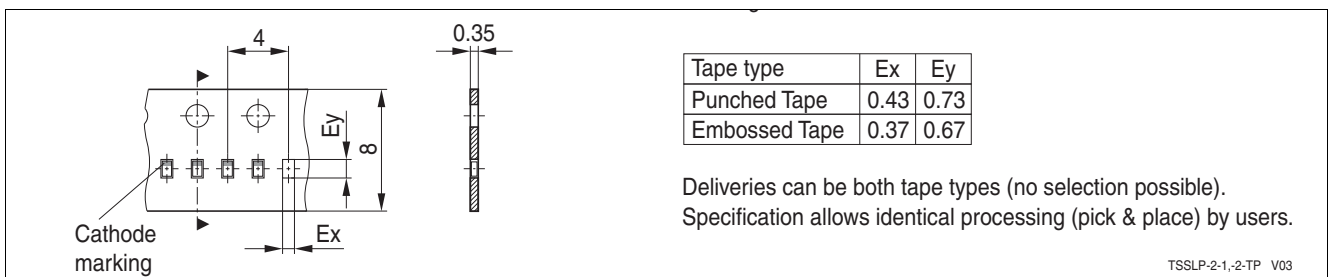 4
0.35
Ey
8
Cathode
marking
Ex
Tape type Ex Ey
Punched Tape 0.43 0.73
Embossed Tape 0.37 0.67
Deliveries can be both tape types (no selection possible).
Specification allows identical processing (pick & place) by users.
TSSLP-2-1,-2-TP V03